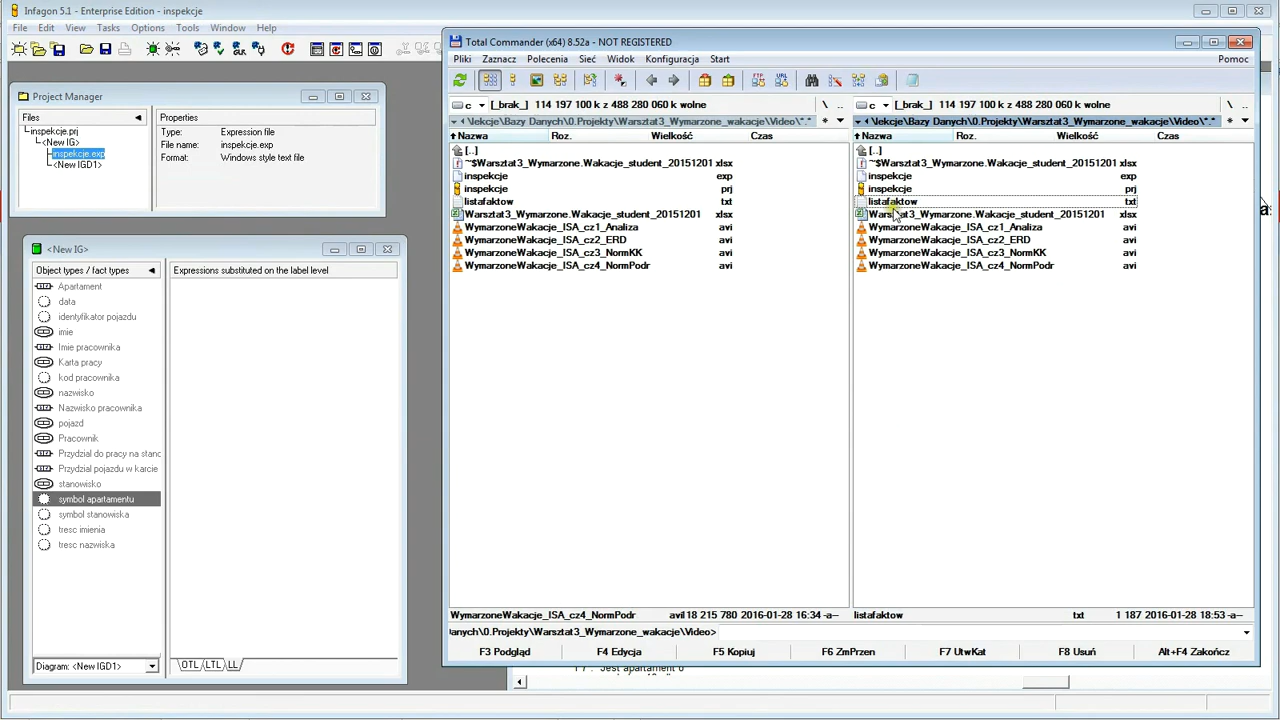 Infagon 5.1 - Enterprise Edition - inspekcje
File Edit View Tasks Options Window Help
Project Manager
Files
inspekcje.prj
<New IG>
inspekcje.exp
<New IGD1>
Properties
Type: Expression file
File name: inspekcje.exp
Format: Windows style text file
<New IG>
Object types / fact types
Expressions substituted on the label level
Apartament
data
identyfikator pojazdu
imie
Imie pracownika
Karta pracy
kod pracownika
nazwisko
Nazwisko pracownika
pojazd
Pracownik
Przydzial do pracy na stanc
Przydzial pojazdu w karcie
stanowisko
symbol apartamentu
symbol stanowiska
tresc imienia
tresc nazwiska
Diagram: <New IGD1>
OTL LTL LL
Total Commander (x64) 8.52a - NOT REGISTERED
Pliki Zaznacz Polecenia Sieć Widok Konfiguracja Start Pomoc
c [_brak_] 114 197 100 k z 488 280 060 k wolne \ ..
\lekcje\Bazy Danych\0.Projekty\Warsztat3_Wymarzone_wakacje\Video\*.* *
Nazwa Roz. Wielkość Czas
[..]
~$Warsztat3_Wymarzone.Wakacje_student_20151201 xlsx
inspekcje exp
inspekcje prj
listafaktow txt
Warsztat3_Wymarzone.Wakacje_student_20151201 xlsx
WymarzoneWakacje_ISA_cz1_Analiza avi
WymarzoneWakacje_ISA_cz2_ERD avi
WymarzoneWakacje_ISA_cz3_NormKK avi
WymarzoneWakacje_ISA_cz4_NormPodr avi
WymarzoneWakacje_ISA_cz4_NormPodr avi 18 215 780 2016-01-28 16:34 -a--
c [_brak_] 114 197 100 k z 488 280 060 k wolne \ ..
\lekcje\Bazy Danych\0.Projekty\Warsztat3_Wymarzone_wakacje\Video\*.* *
Nazwa Roz. Wielkość Czas
[..]
~$Warsztat3_Wymarzone.Wakacje_student_20151201 xlsx
inspekcje exp
inspekcje prj
listafaktow txt
Warsztat3_Wymarzone.Wakacje_student_20151201 xlsx
WymarzoneWakacje_ISA_cz1_Analiza avi
WymarzoneWakacje_ISA_cz2_ERD avi
WymarzoneWakacje_ISA_cz3_NormKK avi
WymarzoneWakacje_ISA_cz4_NormPodr avi
listafaktow txt 1 187 2016-01-28 18:53 -a--
anych\0.Projekty\Warsztat3_Wymarzone_wakacje\Video>
F3 Podgląd F4 Edycja F5 Kopiuj F6 ZmPrzen F7 UtwKat F8 Usuń Alt+F4 Zakończ
F7 : Jest apartament o